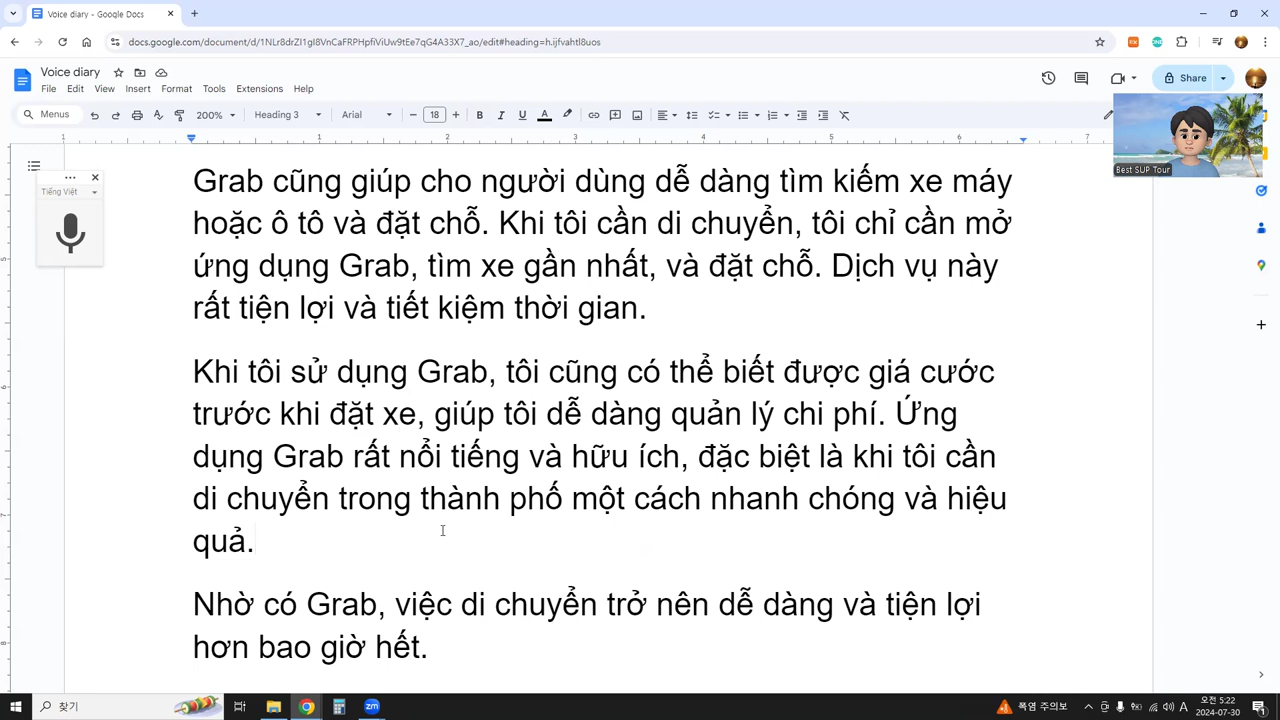 Voice diary - Google Docs
docs.google.com/document/d/1NLr8drZI1gI8VnCaFRPHpfiViUw9tEe7qG4A33X7_ao/edit#heading=h.ijfvahtl8uos
Voice diary
File Edit View Insert Format Tools Extensions Help
Share
Menus 200% Heading 3 Arial 18
1 1 2 3 4 5 6 7
Best SUP Tour
Tiếng Việt
Grab cũng giúp cho người dùng dễ dàng tìm kiếm xe máy
hoặc ô tô và đặt chỗ. Khi tôi cần di chuyển, tôi chỉ cần mở
ứng dụng Grab, tìm xe gần nhất, và đặt chỗ. Dịch vụ này
rất tiện lợi và tiết kiệm thời gian.
Khi tôi sử dụng Grab, tôi cũng có thể biết được giá cước
trước khi đặt xe, giúp tôi dễ dàng quản lý chi phí. Ứng
dụng Grab rất nổi tiếng và hữu ích, đặc biệt là khi tôi cần
di chuyển trong thành phố một cách nhanh chóng và hiệu
quả.
Nhờ có Grab, việc di chuyển trở nên dễ dàng và tiện lợi
hơn bao giờ hết.
찾기
폭염 주의보
A
오전 5:22
2024-07-30